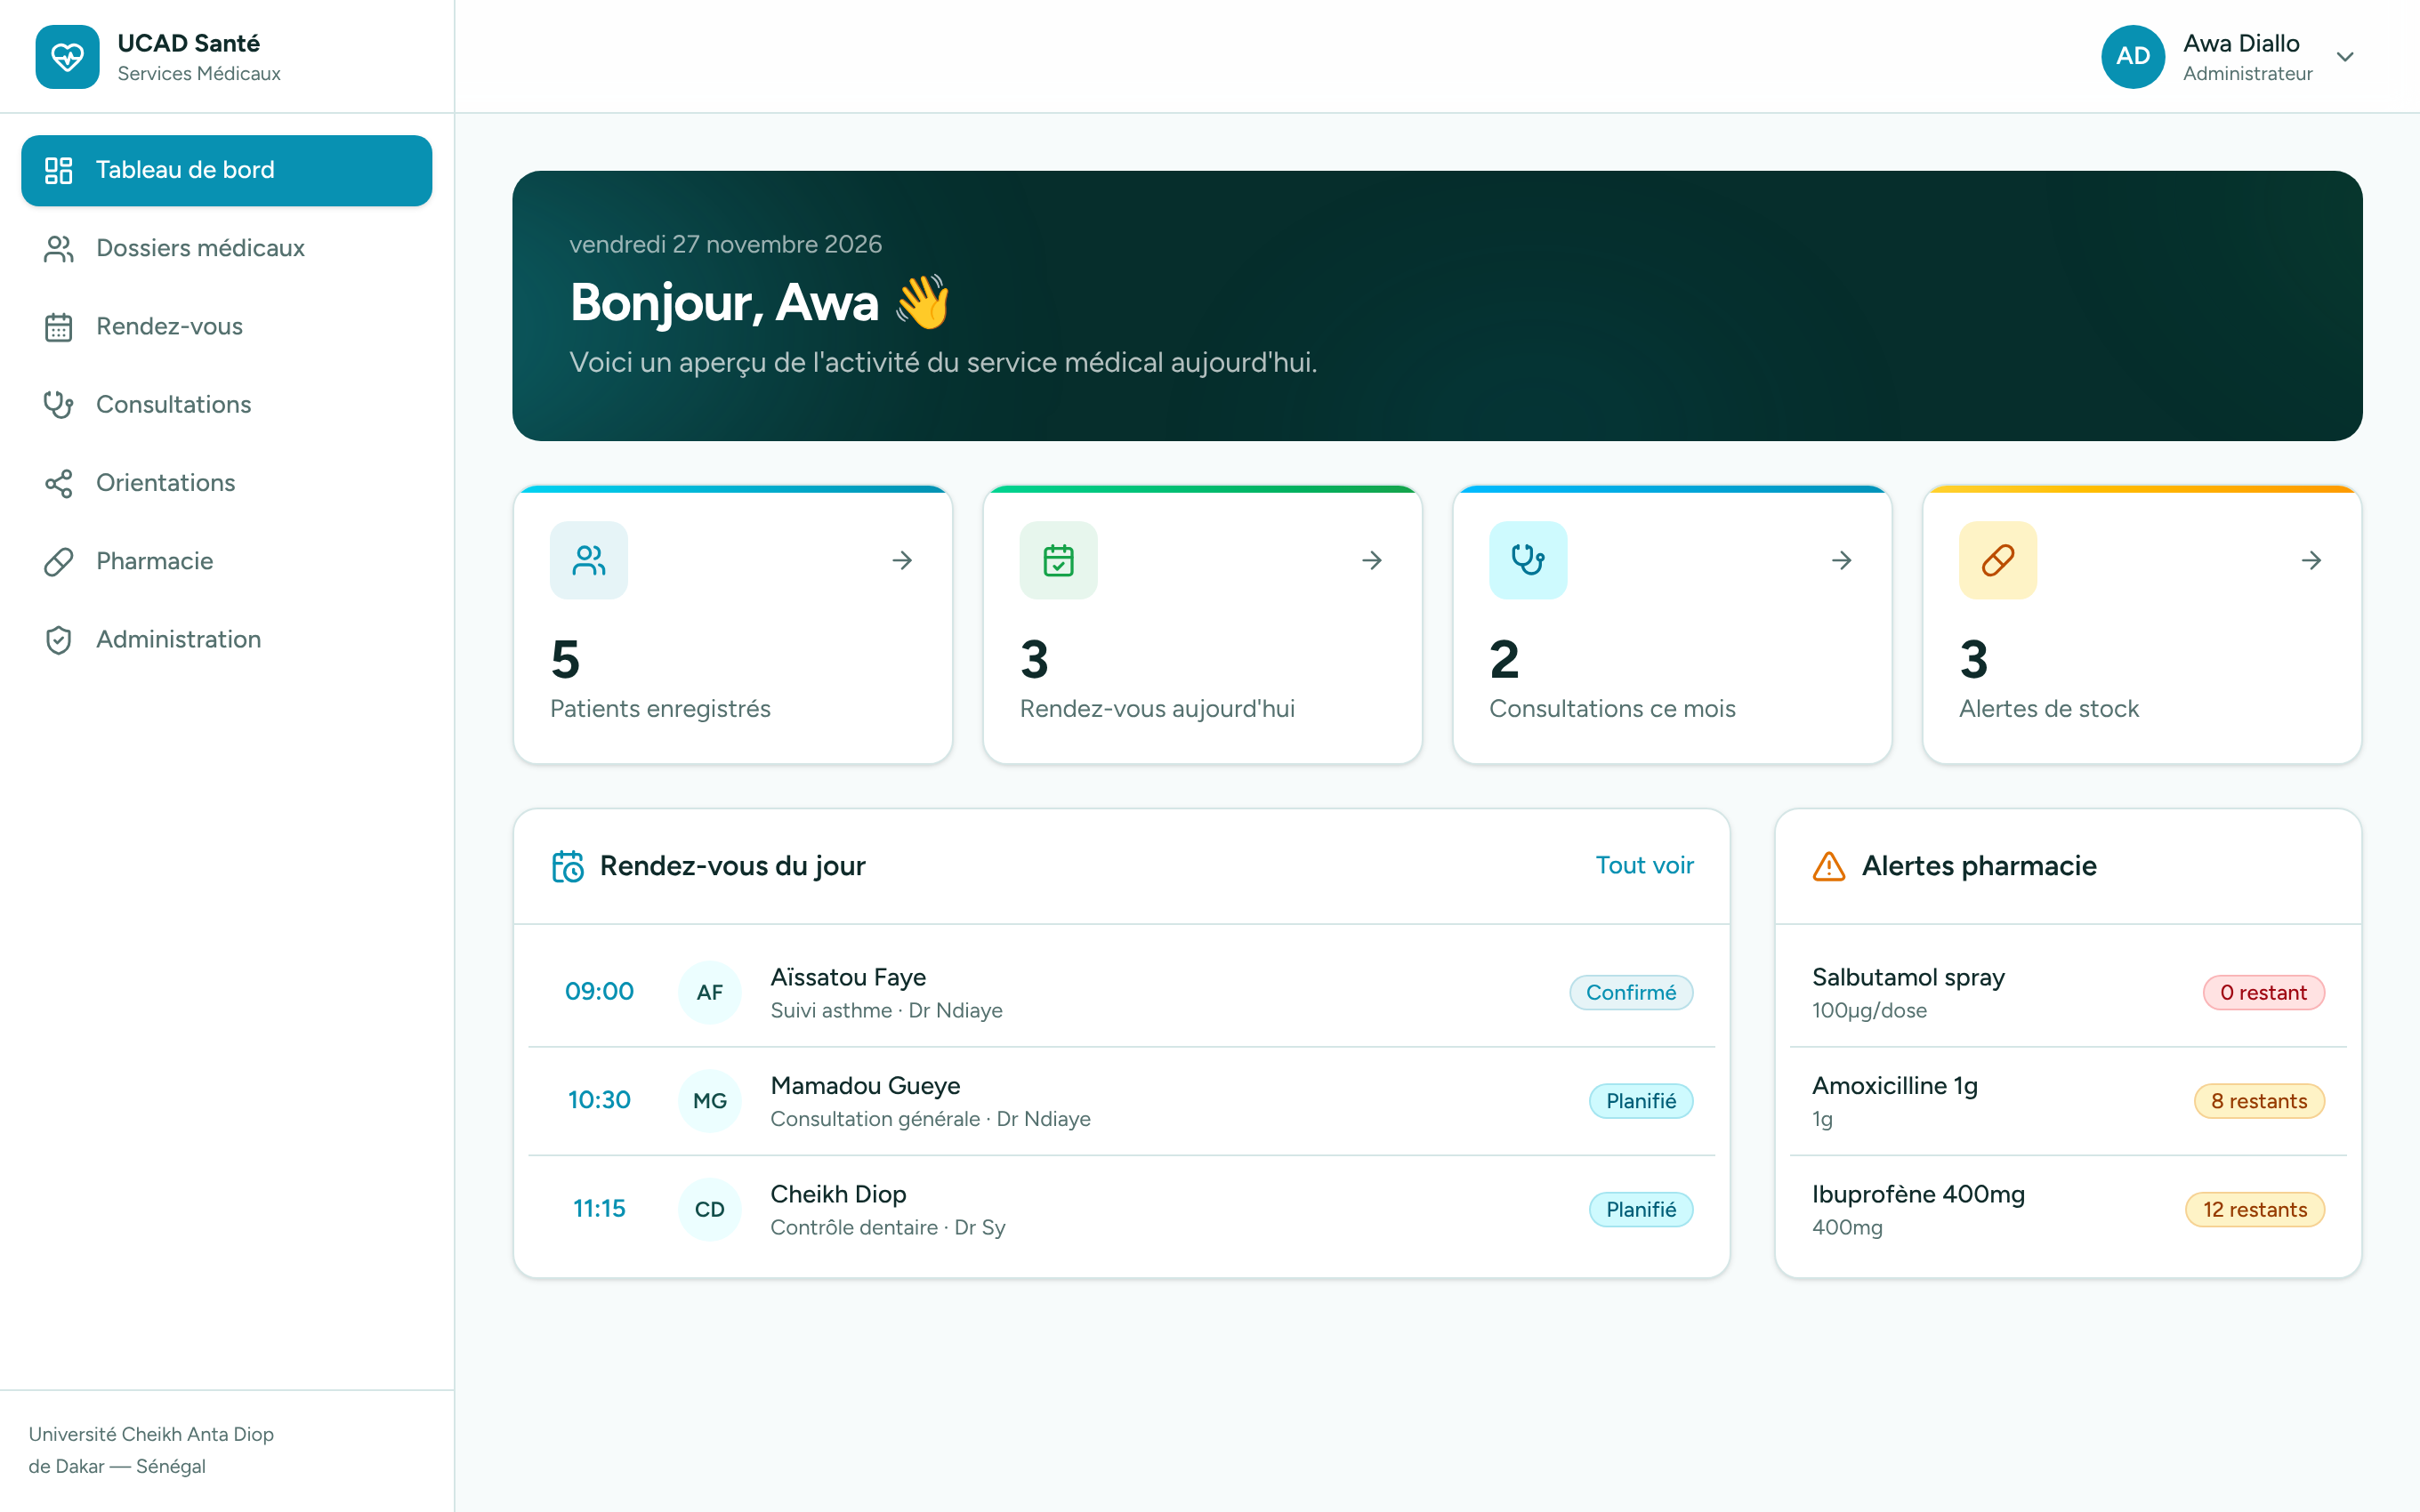 UCAD Santé
Services Médicaux
AD
Awa Diallo
Administrateur
Tableau de bord
Dossiers médicaux
Rendez-vous
Consultations
Orientations
Pharmacie
Administration
Université Cheikh Anta Diop
de Dakar — Sénégal
vendredi 27 novembre 2026
Bonjour, Awa 👋
Voici un aperçu de l'activité du service médical aujourd'hui.
5
Patients enregistrés
3
Rendez-vous aujourd'hui
2
Consultations ce mois
3
Alertes de stock
Rendez-vous du jour
Tout voir
09:00
AF
Aïssatou Faye
Suivi asthme · Dr Ndiaye
Confirmé
10:30
MG
Mamadou Gueye
Consultation générale · Dr Ndiaye
Planifié
11:15
CD
Cheikh Diop
Contrôle dentaire · Dr Sy
Planifié
Alertes pharmacie
Salbutamol spray
100µg/dose
0 restant
Amoxicilline 1g
1g
8 restants
Ibuprofène 400mg
400mg
12 restants